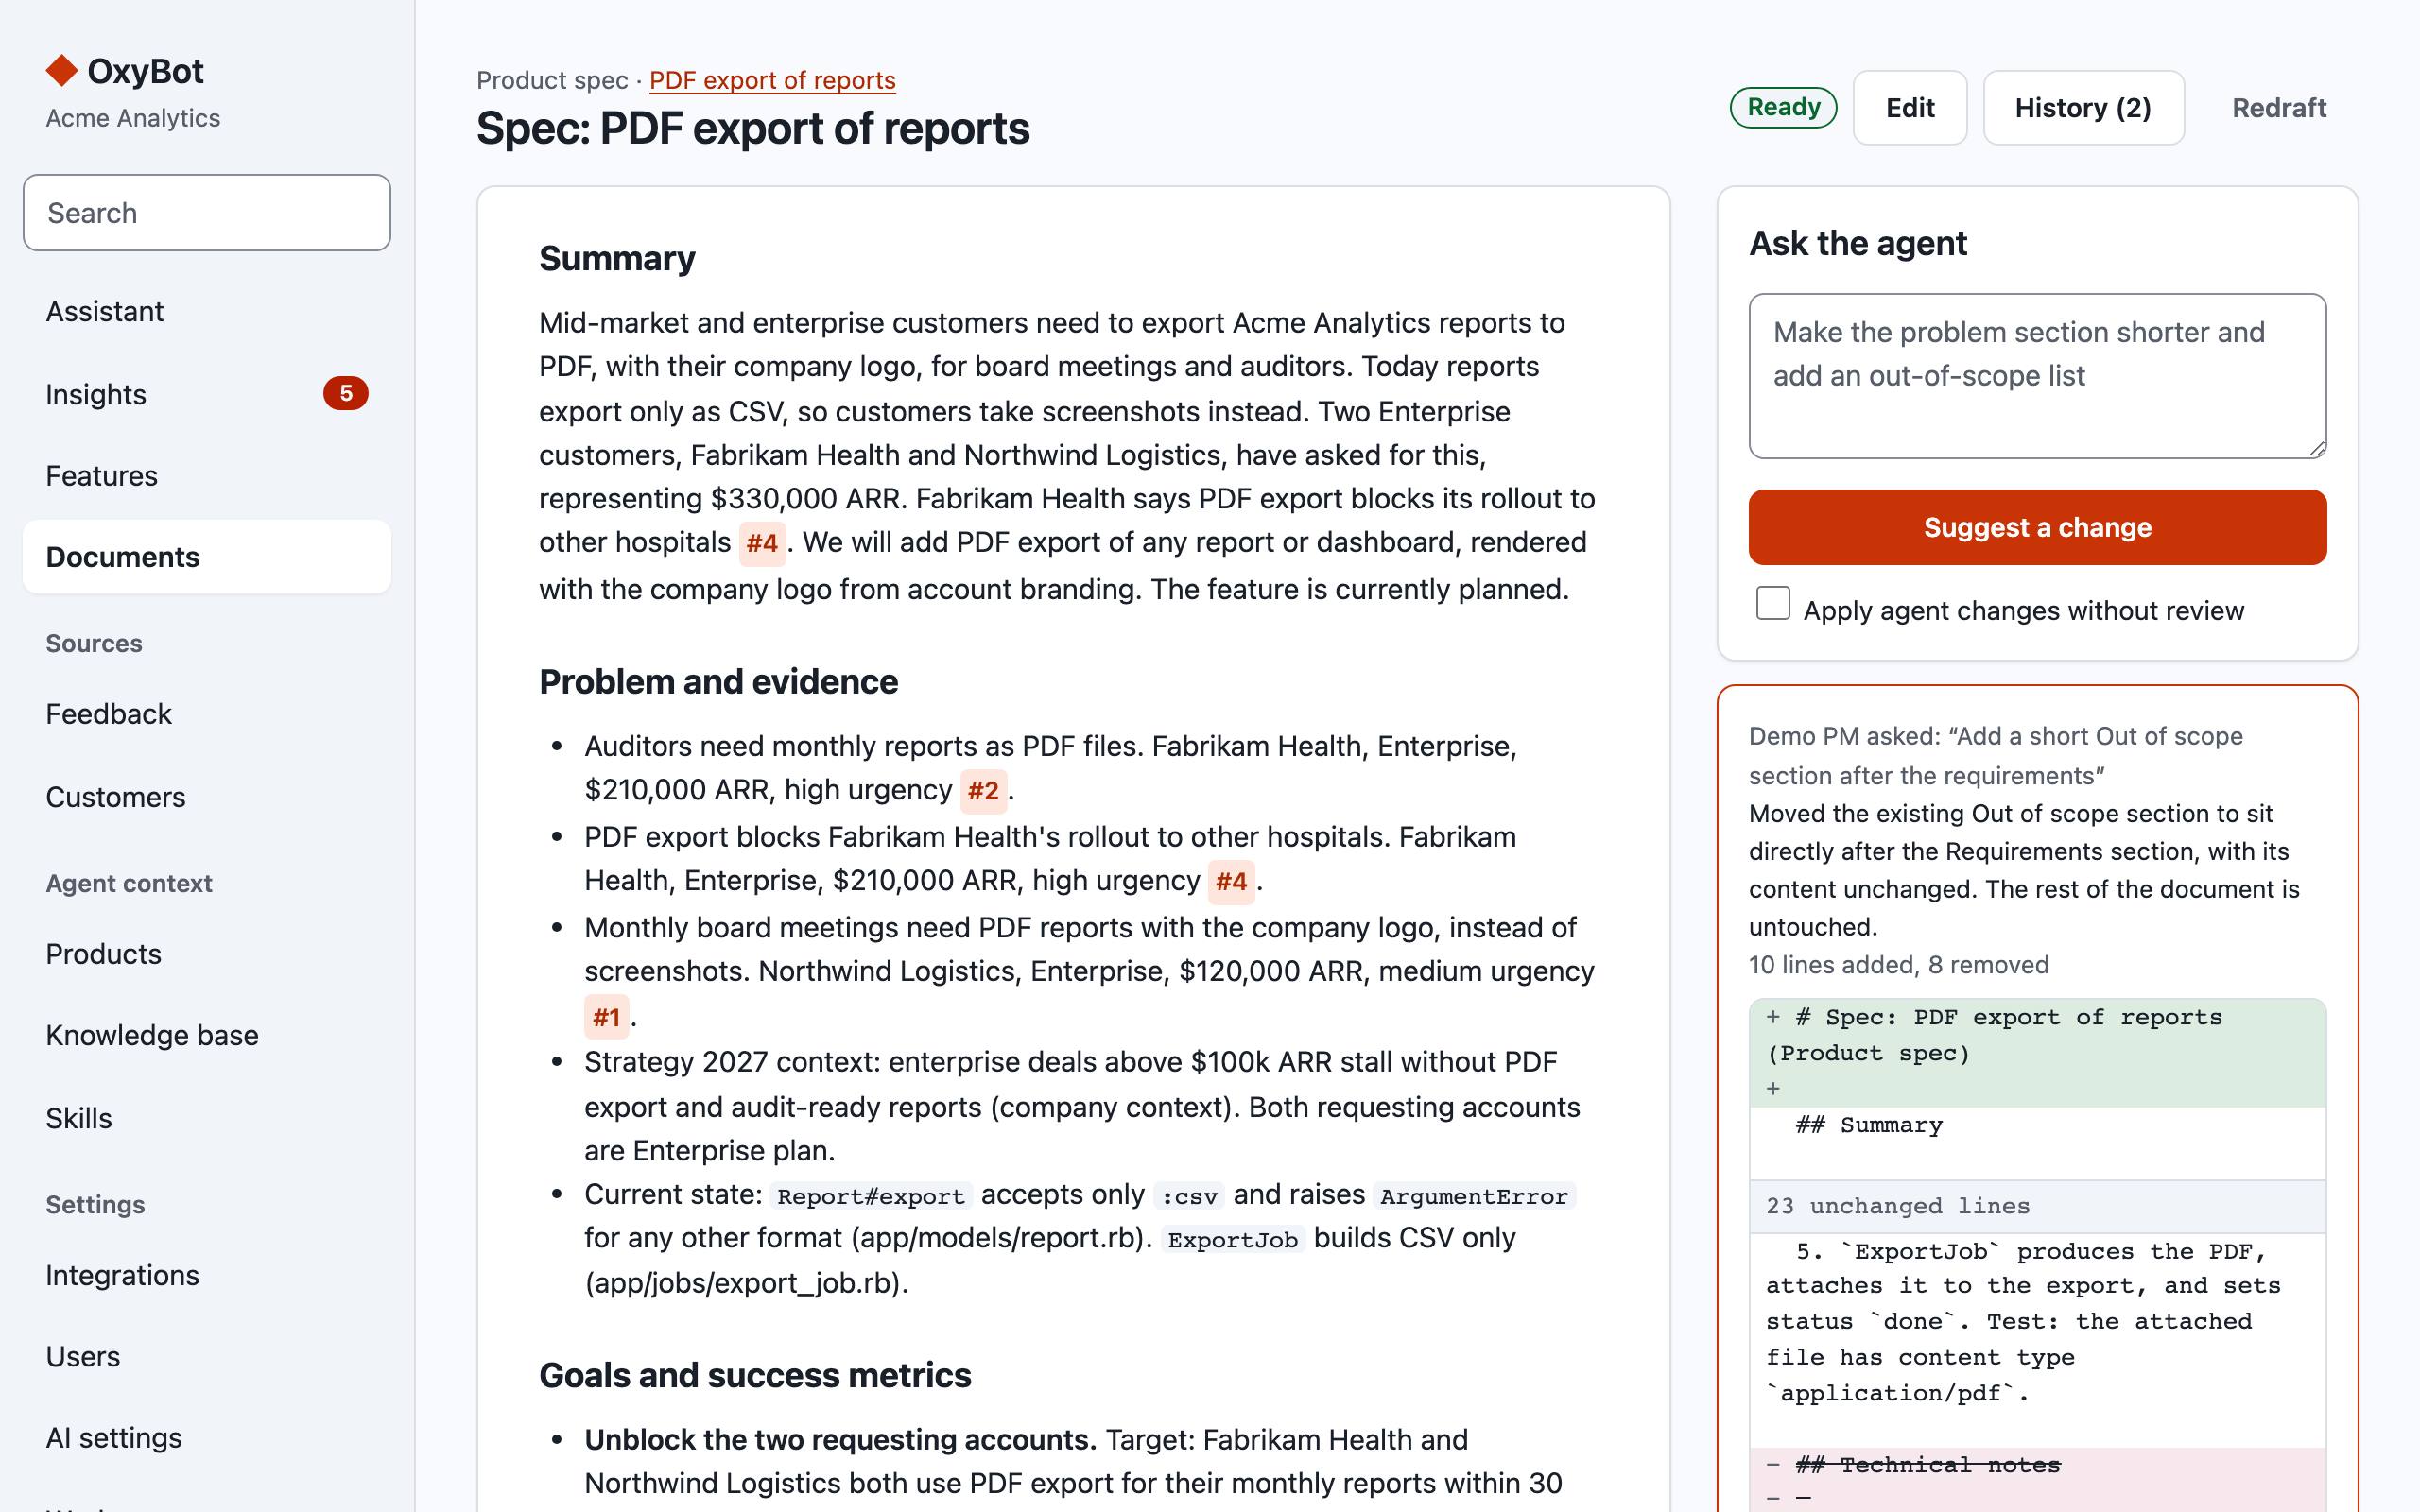 OxyBot
Acme Analytics
Search
Assistant
Insights 5
Features
Documents
Sources
Feedback
Customers
Agent context
Products
Knowledge base
Skills
Settings
Integrations
Users
AI settings
Product spec · PDF export of reports
Spec: PDF export of reports
Ready
Edit
History (2)
Redraft
Summary
Mid-market and enterprise customers need to export Acme Analytics reports to
PDF, with their company logo, for board meetings and auditors. Today reports
export only as CSV, so customers take screenshots instead. Two Enterprise
customers, Fabrikam Health and Northwind Logistics, have asked for this,
representing $330,000 ARR. Fabrikam Health says PDF export blocks its rollout to
other hospitals #4. We will add PDF export of any report or dashboard, rendered
with the company logo from account branding. The feature is currently planned.
Problem and evidence
• Auditors need monthly reports as PDF files. Fabrikam Health, Enterprise,
$210,000 ARR, high urgency #2.
• PDF export blocks Fabrikam Health's rollout to other hospitals. Fabrikam
Health, Enterprise, $210,000 ARR, high urgency #4.
• Monthly board meetings need PDF reports with the company logo, instead of
screenshots. Northwind Logistics, Enterprise, $120,000 ARR, medium urgency
#1.
• Strategy 2027 context: enterprise deals above $100k ARR stall without PDF
export and audit-ready reports (company context). Both requesting accounts
are Enterprise plan.
• Current state: Report#export accepts only :csv and raises ArgumentError
for any other format (app/models/report.rb). ExportJob builds CSV only
(app/jobs/export_job.rb).
Goals and success metrics
• Unblock the two requesting accounts. Target: Fabrikam Health and
Northwind Logistics both use PDF export for their monthly reports within 30
Ask the agent
Make the problem section shorter and
add an out-of-scope list
Suggest a change
Apply agent changes without review
Demo PM asked: “Add a short Out of scope
section after the requirements”
Moved the existing Out of scope section to sit
directly after the Requirements section, with its
content unchanged. The rest of the document is
untouched.
10 lines added, 8 removed
+ # Spec: PDF export of reports
(Product spec)
+
## Summary
23 unchanged lines
5. `ExportJob` produces the PDF,
attaches it to the export, and sets
status `done`. Test: the attached
file has content type
`application/pdf`.
- ## Technical notes
-